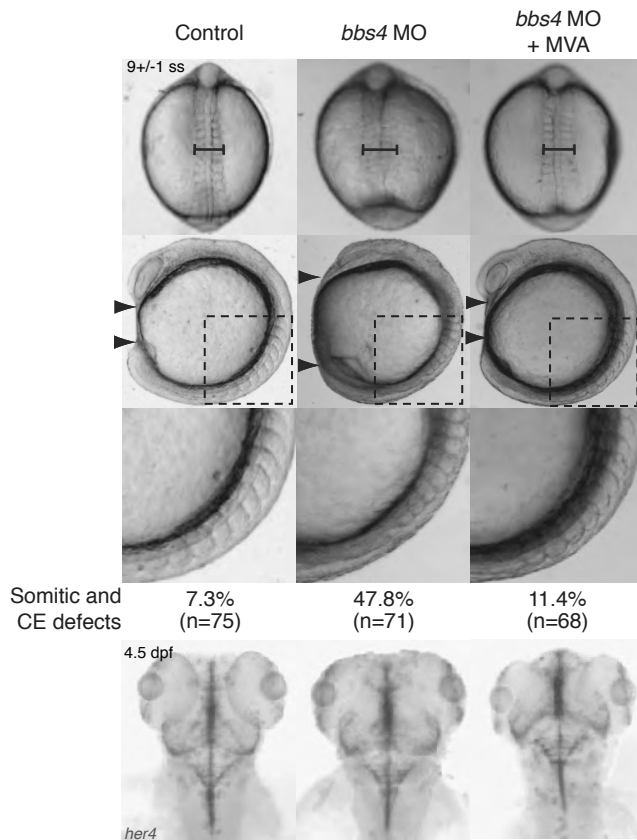 Control
bbs4 MO
bbs4 MO
+ MVA
9+/-1 ss
Somitic and
CE defects
7.3%
(n=75)
47.8%
(n=71)
11.4%
(n=68)
4.5 dpf
her4